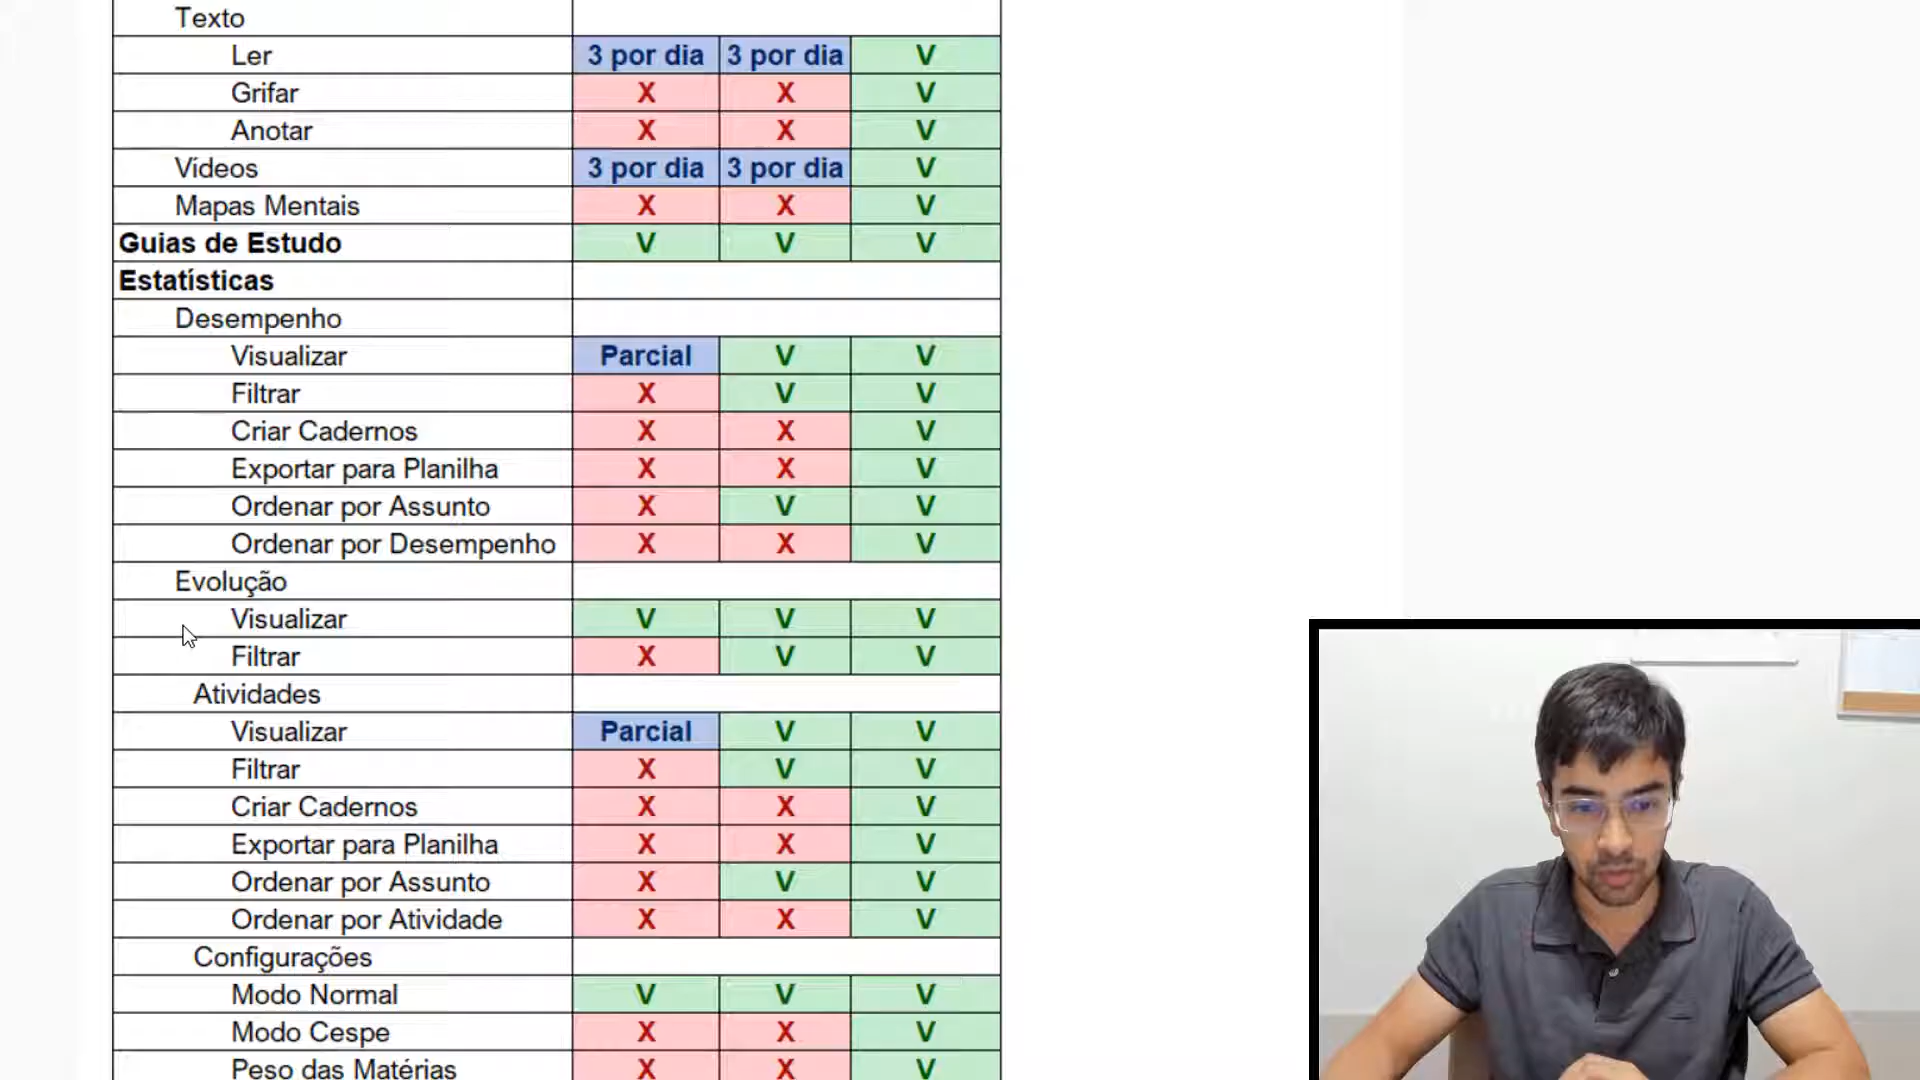 Texto
Ler 3 por dia 3 por dia V
Grifar X X V
Anotar X X V
Vídeos 3 por dia 3 por dia V
Mapas Mentais X X V
Guias de Estudo V V V
Estatísticas
Desempenho
Visualizar Parcial V V
Filtrar X V V
Criar Cadernos X X V
Exportar para Planilha X X V
Ordenar por Assunto X V V
Ordenar por Desempenho X X V
Evolução
Visualizar V V V
Filtrar X V V
Atividades
Visualizar Parcial V V
Filtrar X V V
Criar Cadernos X X V
Exportar para Planilha X X V
Ordenar por Assunto X V V
Ordenar por Atividade X X V
Configurações
Modo Normal V V V
Modo Cespe X X V
Peso das Matérias X X V